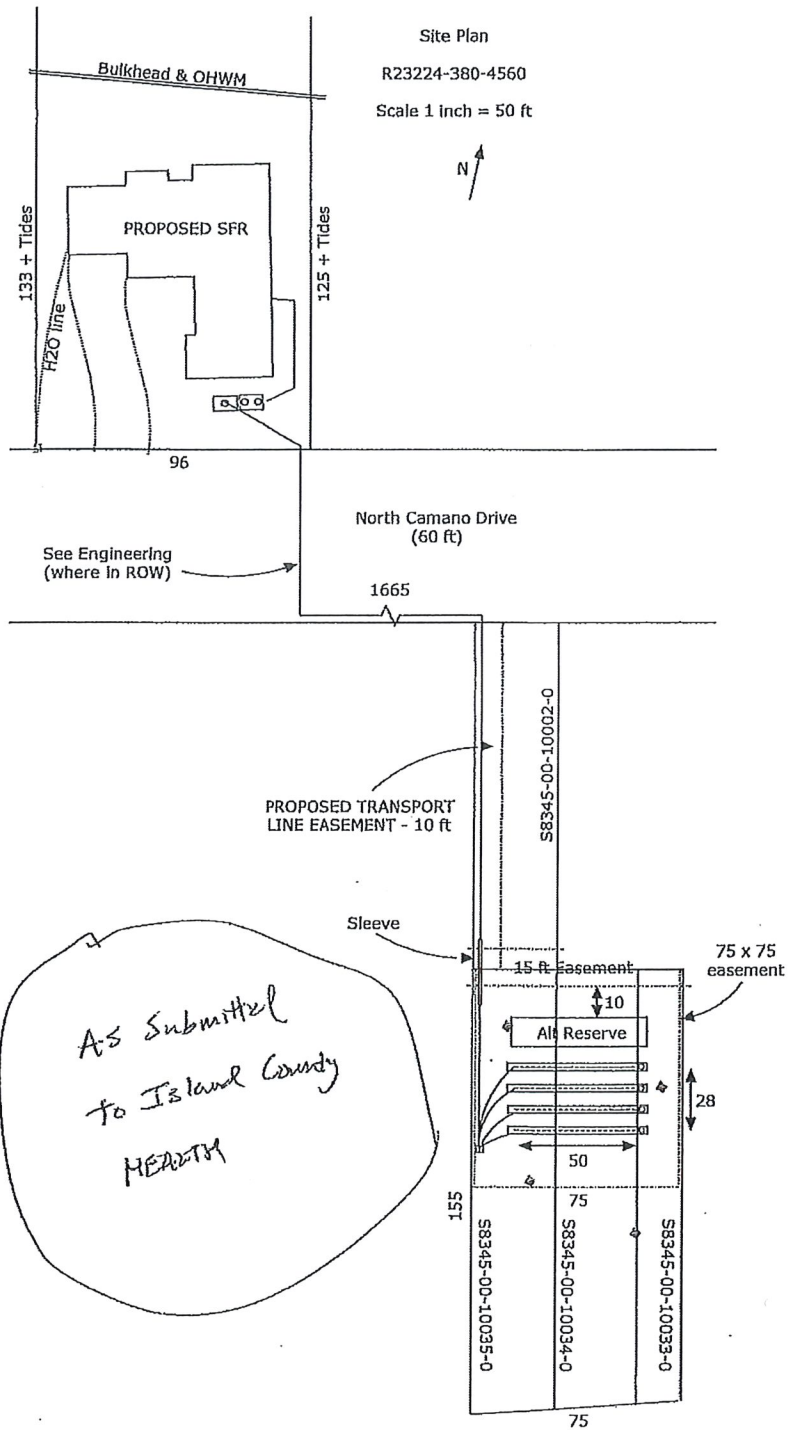 Site Plan
R23224-380-4560
Scale 1 inch = 50 ft
N
Bulkhead & OHWM
133 + Tides
PROPOSED SFR
125 + Tides
H2O line
96
North Camano Drive
(60 ft)
See Engineering
(where in ROW)
1665
S8345-00-10002-0
PROPOSED TRANSPORT
LINE EASEMENT - 10 ft
Sleeve
15 ft Easement
75 x 75
easement
10
Alt Reserve
28
50
75
155
S8345-00-10035-0
S8345-00-10034-0
S8345-00-10033-0
75
As Submittal
to Island County
HEALTH